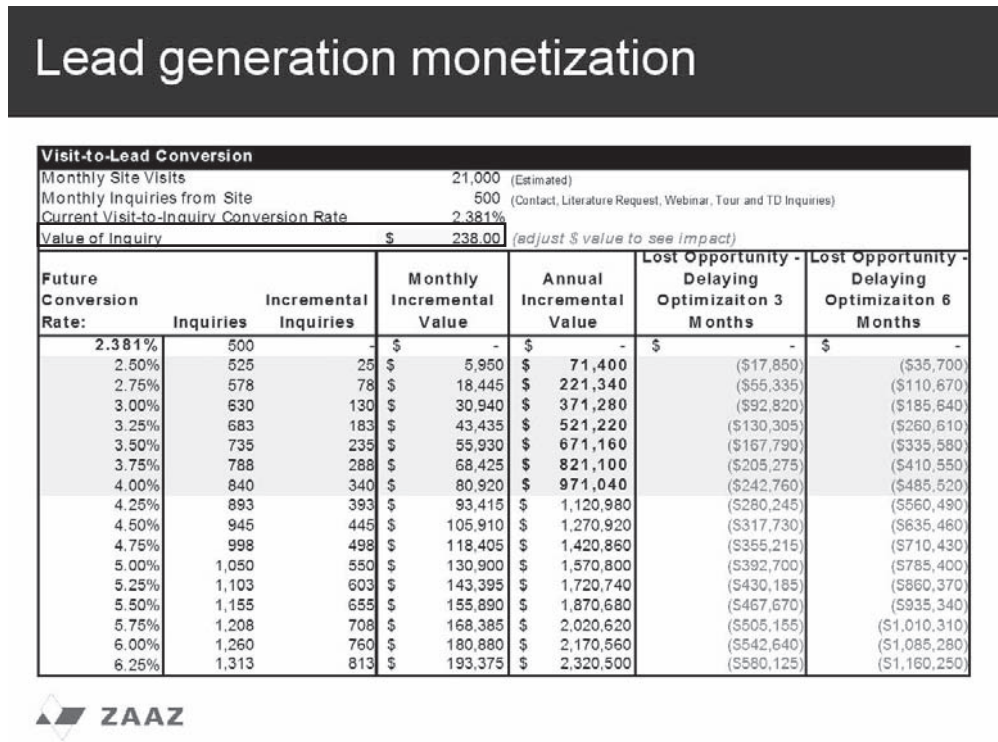 Lead generation monetization
Visit-to-Lead Conversion
Monthly Site Visits 21,000 (Estimated)
Monthly Inquiries from Site 500 (Contact, Literature Request, Webinar, Tour and TD Inquiries)
Current Visit-to-Inquiry Conversion Rate 2.381%
Value of Inquiry $ 238.00 (adjust $ value to see impact)
Future Conversion Rate: Inquiries Incremental Inquiries Monthly Incremental Value Annual Incremental Value Lost Opportunity - Delaying Optimizaiton 3 Months Lost Opportunity - Delaying Optimizaiton 6 Months
2.381% 500 - $ - $ - $ - $ -
2.50% 525 25 $ 5,950 $ 71,400 ($17,850) ($35,700)
2.75% 578 78 $ 18,445 $ 221,340 ($55,335) ($110,670)
3.00% 630 130 $ 30,940 $ 371,280 ($92,820) ($185,640)
3.25% 683 183 $ 43,435 $ 521,220 ($130,305) ($260,610)
3.50% 735 235 $ 55,930 $ 671,160 ($167,790) ($335,580)
3.75% 788 288 $ 68,425 $ 821,100 ($205,275) ($410,550)
4.00% 840 340 $ 80,920 $ 971,040 ($242,760) ($485,520)
4.25% 893 393 $ 93,415 $ 1,120,980 ($280,245) ($560,490)
4.50% 945 445 $ 105,910 $ 1,270,920 ($317,730) ($635,460)
4.75% 998 498 $ 118,405 $ 1,420,860 ($355,215) ($710,430)
5.00% 1,050 550 $ 130,900 $ 1,570,800 ($392,700) ($785,400)
5.25% 1,103 603 $ 143,395 $ 1,720,740 ($430,185) ($860,370)
5.50% 1,155 655 $ 155,890 $ 1,870,680 ($467,670) ($935,340)
5.75% 1,208 708 $ 168,385 $ 2,020,620 ($505,155) ($1,010,310)
6.00% 1,260 760 $ 180,880 $ 2,170,560 ($542,640) ($1,085,280)
6.25% 1,313 813 $ 193,375 $ 2,320,500 ($580,125) ($1,160,250)
ZAAZ